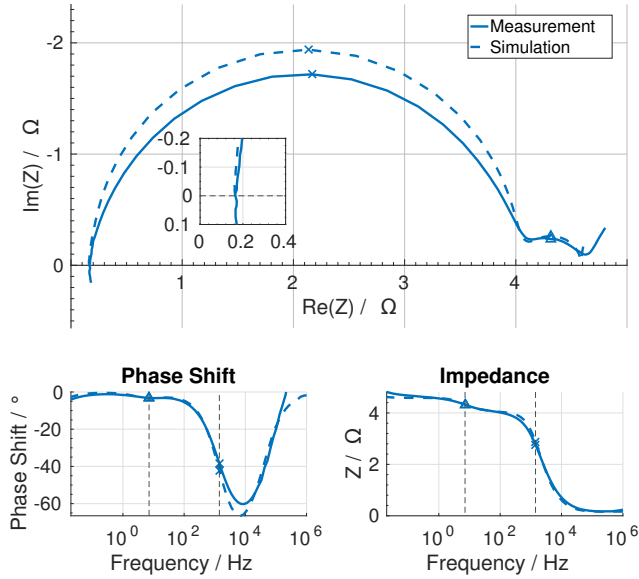 Measurement
Simulation
-2
-1
0
Im(Z) / Ω
-0.2
-0.1
0
0.1
0 0.2 0.4
1 2 3 4
Re(Z) / Ω
Phase Shift
0
-20
-40
-60
Phase Shift / °
10^0 10^2 10^4 10^6
Frequency / Hz
Impedance
4
2
0
Z / Ω
10^0 10^2 10^4 10^6
Frequency / Hz